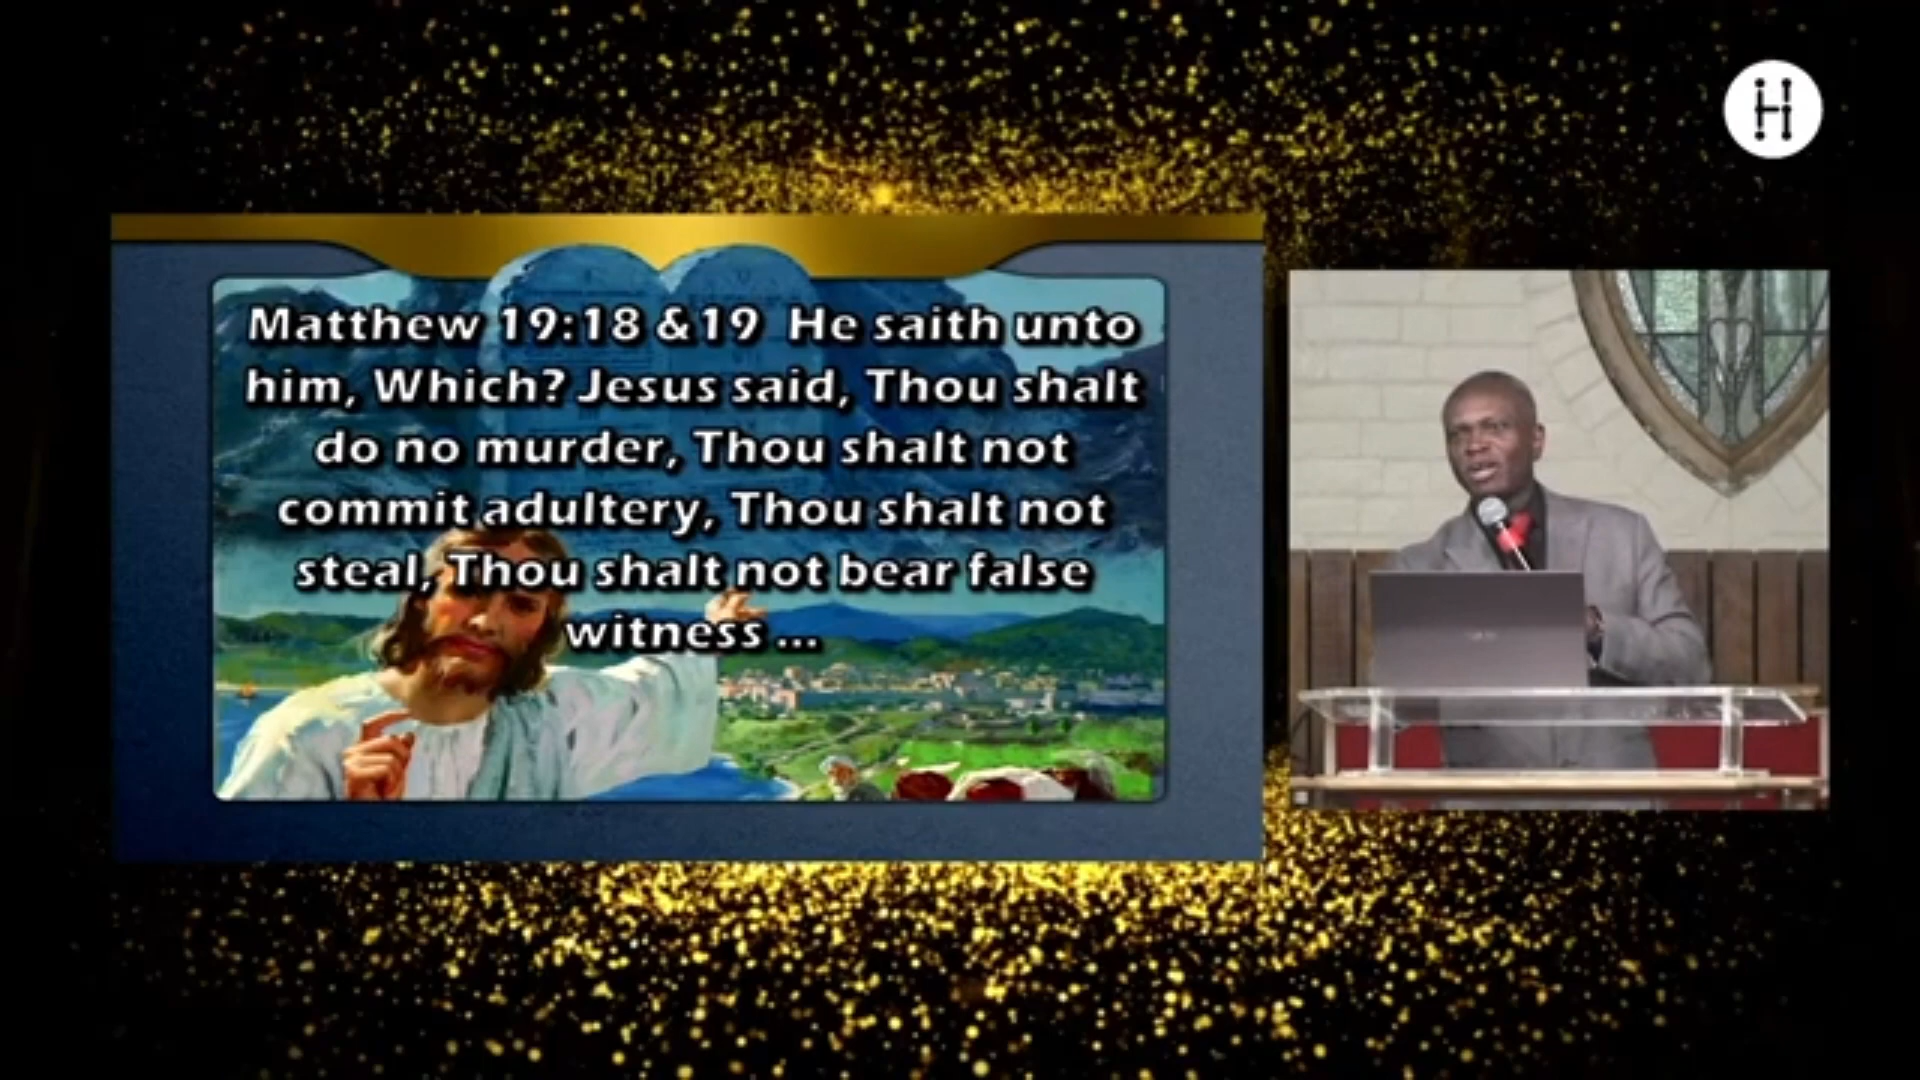 Matthew 19:18 &19 He saith unto
him, Which? Jesus said, Thou shalt
do no murder, Thou shalt not
commit adultery, Thou shalt not
steal, Thou shalt not bear false
witness ...
H